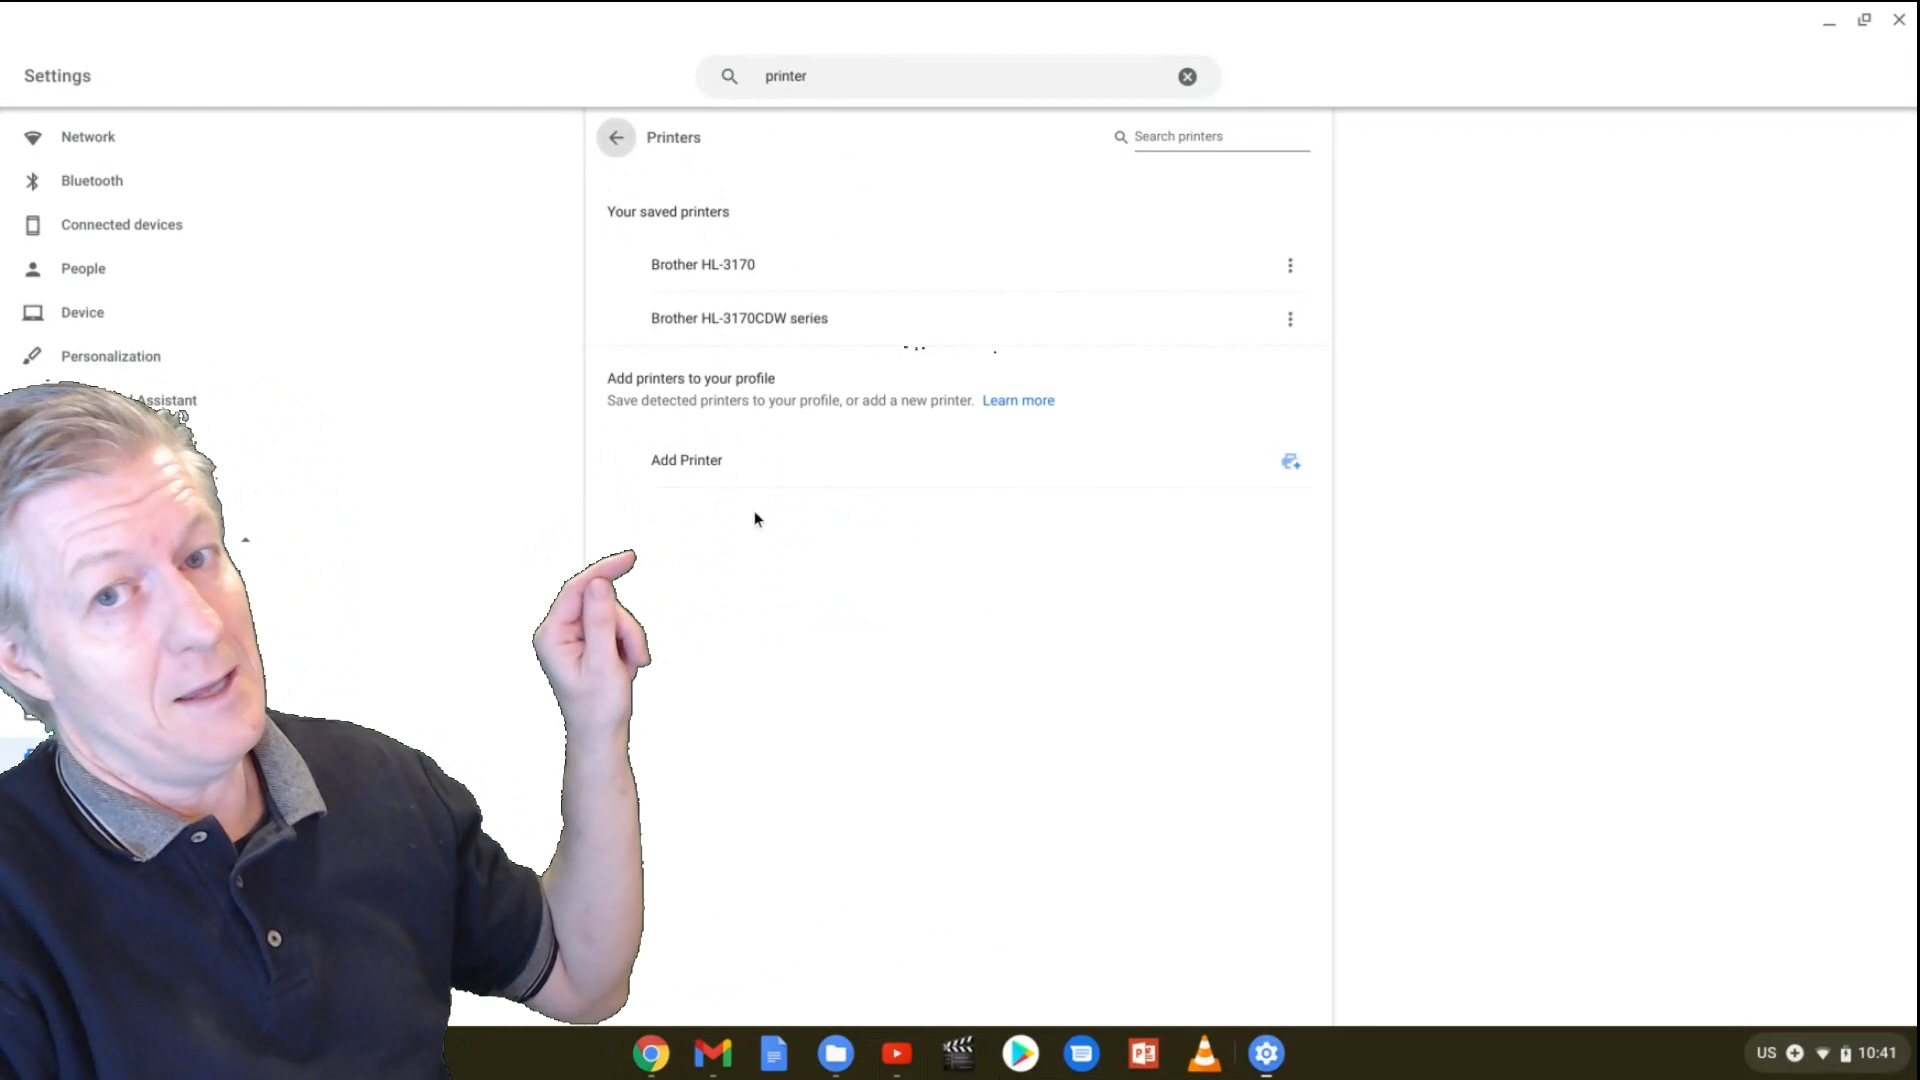 Settings
printer
Network
Bluetooth
Connected devices
People
Device
Personalization
Assistant
Printers
Search printers
Your saved printers
Brother HL-3170
Brother HL-3170CDW series
Add printers to your profile
Save detected printers to your profile, or add a new printer. Learn more
Add Printer
US
10:41